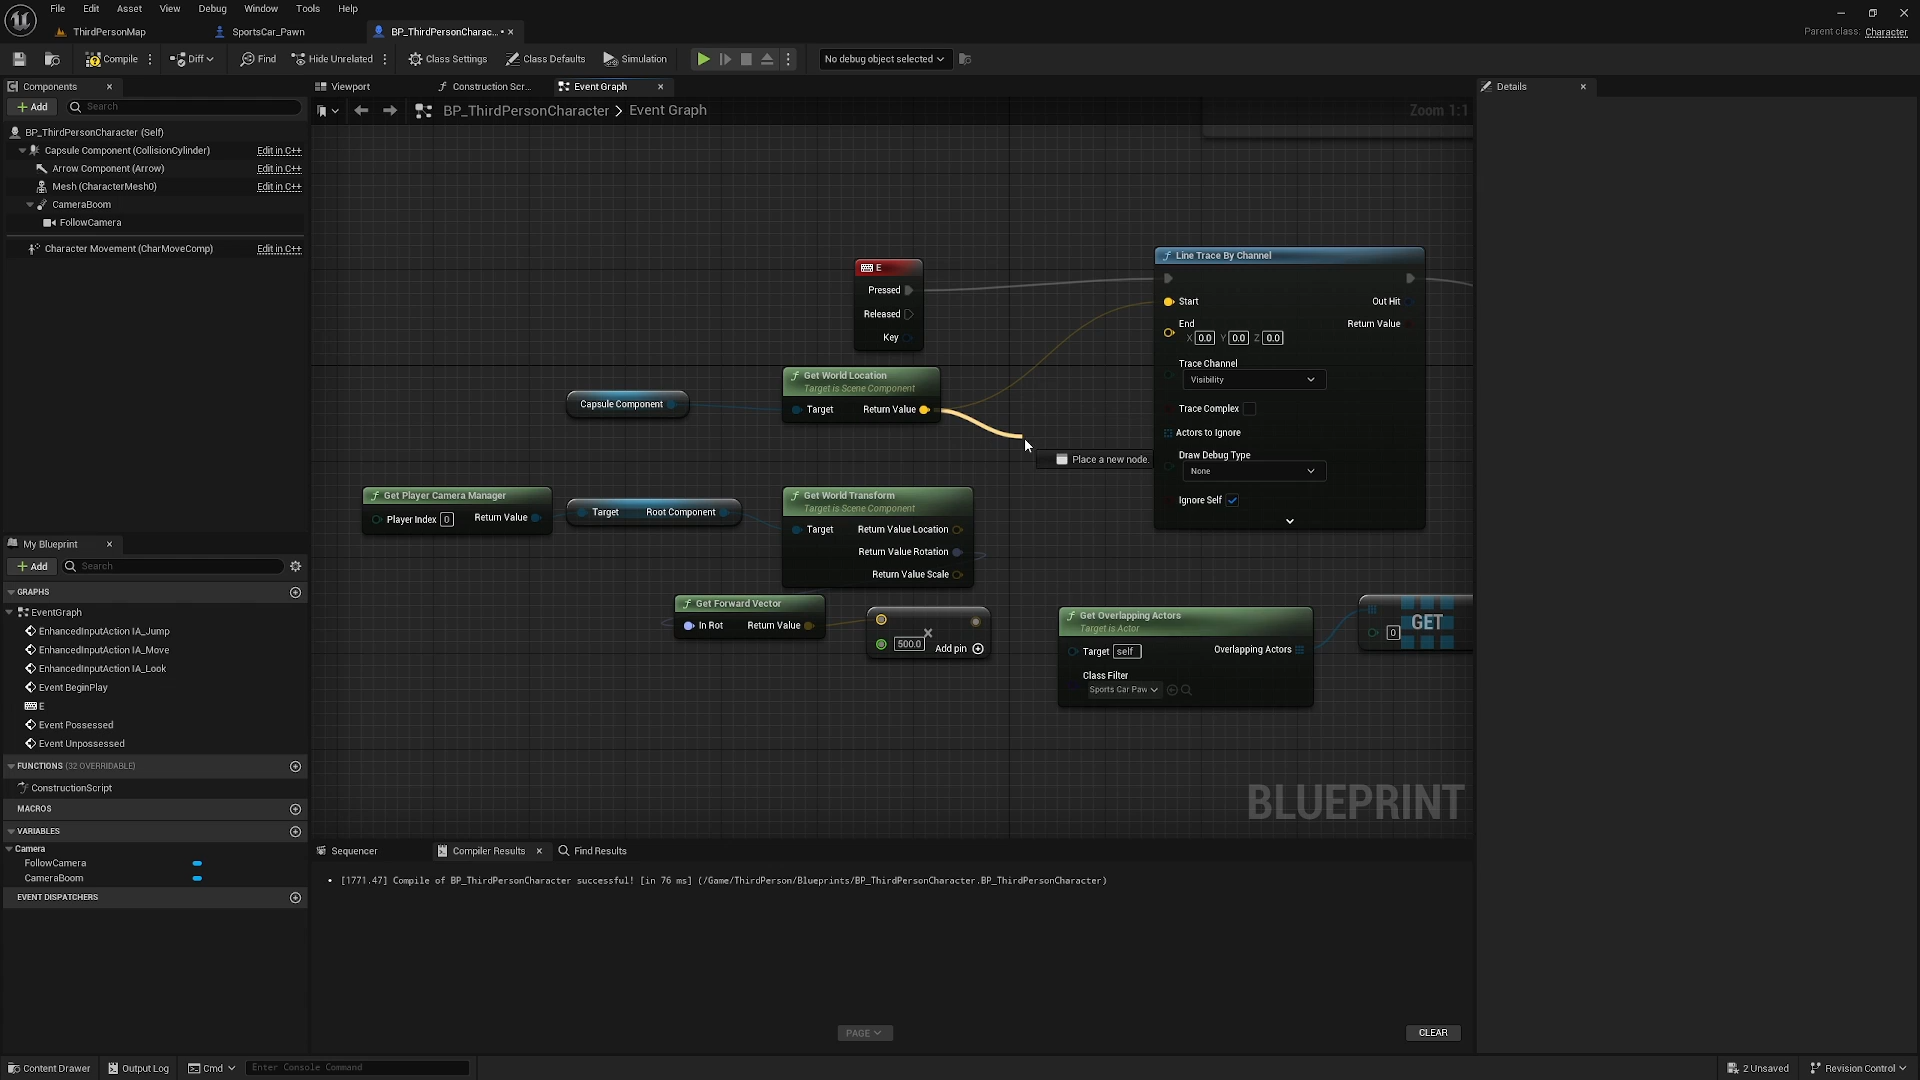 File Edit Asset View Debug Window Tools Help
ThirdPersonMap SportsCar_Pawn BP_ThirdPersonCharac... • ×
Parent class: Character
Compile Diff Find Hide Unrelated Class Settings Class Defaults Simulation No debug object selected
Components
Add Search
BP_ThirdPersonCharacter (Self)
Capsule Component (CollisionCylinder) Edit in C++
Arrow Component (Arrow) Edit in C++
Mesh (CharacterMesh0) Edit in C++
CameraBoom
FollowCamera
Character Movement (CharMoveComp) Edit in C++
My Blueprint
Add Search
GRAPHS
EventGraph
EnhancedInputAction IA_Jump
EnhancedInputAction IA_Move
EnhancedInputAction IA_Look
Event BeginPlay
E
Event Possessed
Event Unpossessed
FUNCTIONS (32 OVERRIDABLE)
ConstructionScript
MACROS
VARIABLES
Camera
FollowCamera
CameraBoom
EVENT DISPATCHERS
Viewport Construction Scr... Event Graph
BP_ThirdPersonCharacter > Event Graph
Zoom 1:1
E
Pressed
Released
Key
Line Trace By Channel
Start Out Hit
End Return Value
X 0.0 Y 0.0 Z 0.0
Trace Channel
Visibility
Trace Complex
Actors to Ignore
Draw Debug Type
None
Ignore Self
Capsule Component
Get World Location
Target is Scene Component
Target Return Value
Place a new node.
Get Player Camera Manager
Player Index 0 Return Value
Target Root Component
Get World Transform
Target is Scene Component
Target Return Value Location
Return Value Rotation
Return Value Scale
Get Forward Vector
In Rot Return Value
500.0 Add pin
Get Overlapping Actors
Target is Actor
Target self Overlapping Actors
Class Filter
Sports Car Paw
GET
0
BLUEPRINT
Sequencer Compiler Results Find Results
• [1771.47] Compile of BP_ThirdPersonCharacter successful! [in 76 ms] (/Game/ThirdPerson/Blueprints/BP_ThirdPersonCharacter.BP_ThirdPersonCharacter)
PAGE CLEAR
Details
Content Drawer Output Log Cmd Enter Console Command 2 Unsaved Revision Control